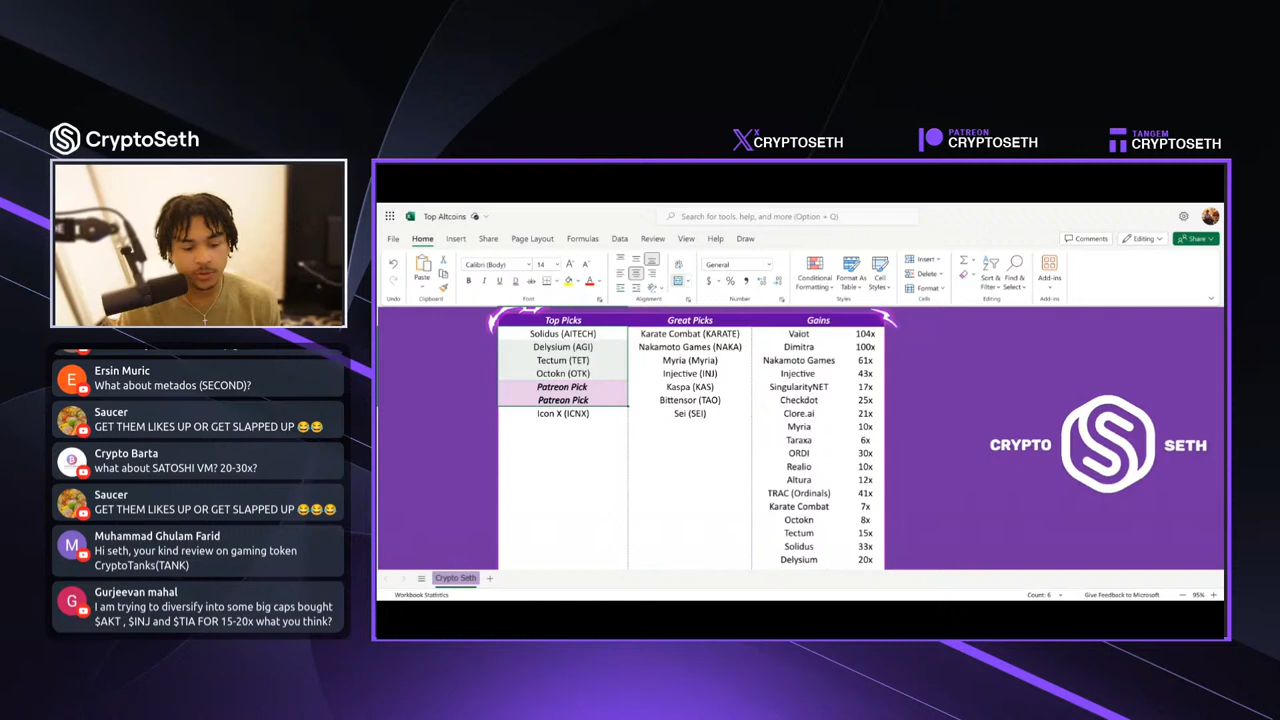 CryptoSeth
X
CRYPTOSETH
PATREON
CRYPTOSETH
TANGEM
CRYPTOSETH
Ersin Muric
What about metados (SECOND)?
Saucer
GET THEM LIKES UP OR GET SLAPPED UP 😂😂
Crypto Barta
what about SATOSHI VM? 20-30x?
Saucer
GET THEM LIKES UP OR GET SLAPPED UP 😂😂😂
Muhammad Ghulam Farid
Hi seth, your kind review on gaming token
CryptoTanks(TANK)
Gurjeevan mahal
I am trying to diversify into some big caps bought
$AKT , $INJ and $TIA FOR 15-20x what you think?
Top Altcoins
Search for tools, help, and more (Option + Q)
File Home Insert Share Page Layout Formulas Data Review View Help Draw
Comments Editing Share
Paste
Calibri (Body) 14
General
Conditional Formatting
Format As Table
Cell Styles
Insert
Delete
Format
Sort & Filter
Find & Select
Add-ins
Undo Clipboard Font Alignment Number Styles Cells Editing Add-ins
Top Picks Great Picks Gains
Solidus (AITECH) Karate Combat (KARATE) Vaiot 104x
Delysium (AGI) Nakamoto Games (NAKA) Dimitra 100x
Tectum (TET) Myria (Myria) Nakamoto Games 61x
Octokn (OTK) Injective (INJ) Injective 43x
Patreon Pick Kaspa (KAS) SingularityNET 17x
Patreon Pick Bittensor (TAO) Checkdot 25x
Icon X (ICNX) Sei (SEI) Clore.ai 21x
Myria 10x
Taraxa 6x
ORDI 30x
Realio 10x
Altura 12x
TRAC (Ordinals) 41x
Karate Combat 7x
Octokn 8x
Tectum 15x
Solidus 33x
Delysium 20x
CRYPTO SETH
Crypto Seth
Workbook Statistics
Count: 6
Give Feedback to Microsoft
95%